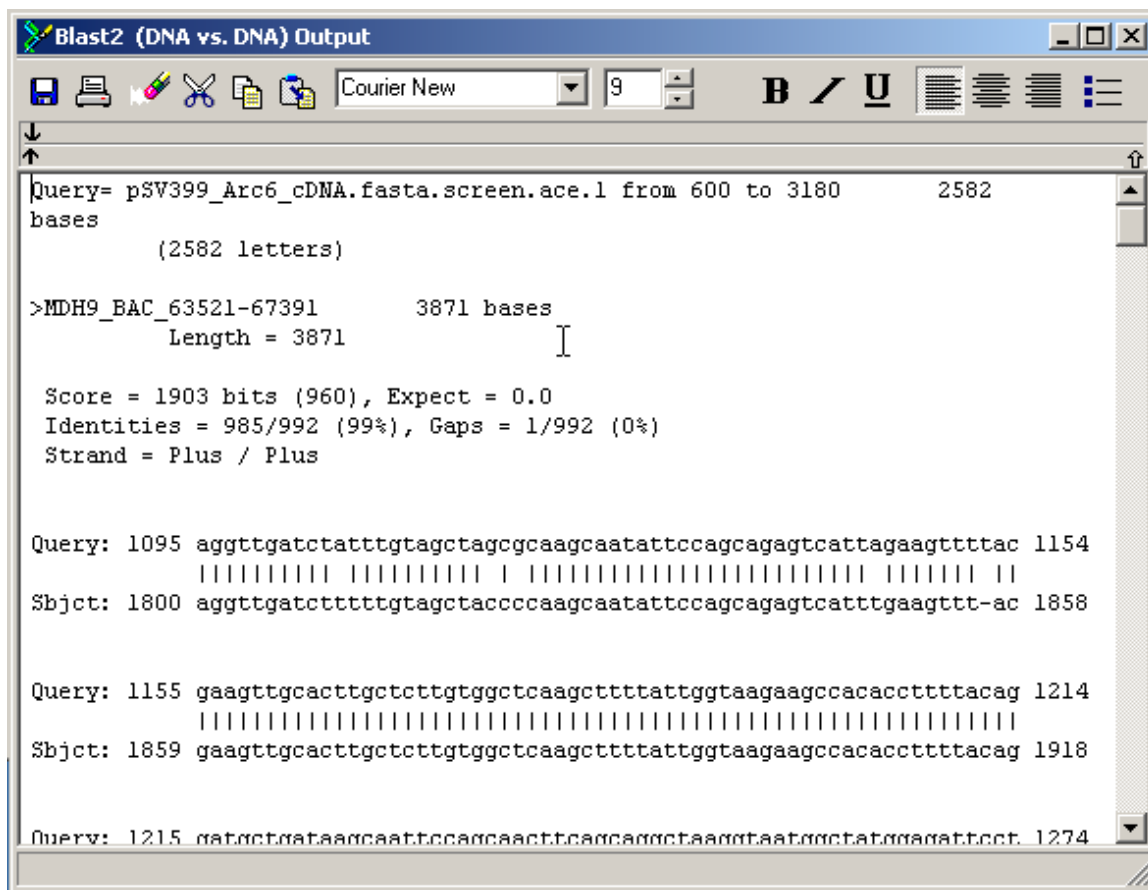 Blast2 (DNA vs. DNA) Output
Courier New
9
B I U
Query= pSV399_Arc6_cDNA.fasta.screen.ace.1 from 600 to 3180 2582
bases
(2582 letters)
>MDH9_BAC_63521-67391 3871 bases
Length = 3871
Score = 1903 bits (960), Expect = 0.0
Identities = 985/992 (99%), Gaps = 1/992 (0%)
Strand = Plus / Plus
Query: 1095 aggttgatctatttgtagctagcgcaagcaatattccagcagagtcattagaagttttac 1154
|||||||||| |||||||||| | ||||||||||||||||||||||||| ||||||| ||
Sbjct: 1800 aggttgatctttttgtagctaccccaagcaatattccagcagagtcatttgaagttt-ac 1858
Query: 1155 gaagttgcacttgctcttgtggctcaagcttttattggtaagaagccacaccttttacag 1214
||||||||||||||||||||||||||||||||||||||||||||||||||||||||||||
Sbjct: 1859 gaagttgcacttgctcttgtggctcaagcttttattggtaagaagccacaccttttacag 1918
Query: 1215 gatgctgataagcaattccagcaacttcagcaggctaaggtaatggctatggagattcct 1274